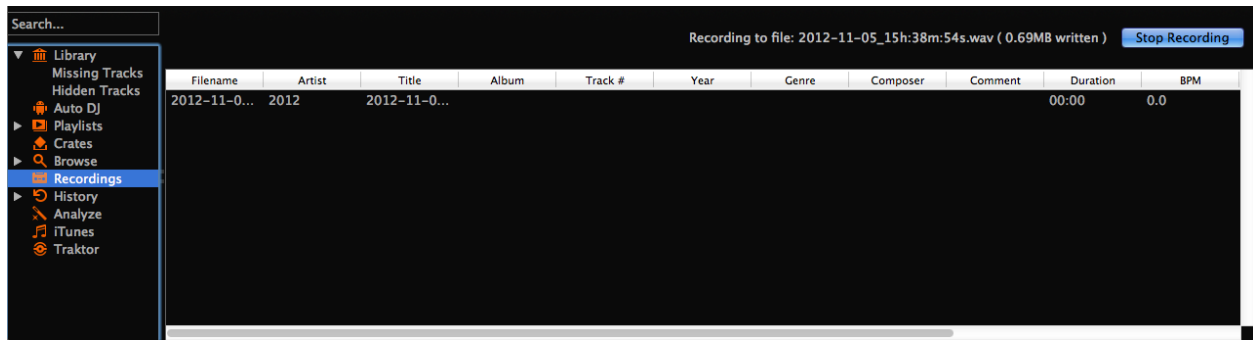 Search...
Recording to file: 2012-11-05_15h:38m:54s.wav ( 0.69MB written ) Stop Recording
Library
Missing Tracks
Hidden Tracks
Auto DJ
Playlists
Crates
Browse
Recordings
History
Analyze
iTunes
Traktor
Filename Artist Title Album Track # Year Genre Composer Comment Duration BPM
2012-11-0... 2012 2012-11-0... 00:00 0.0